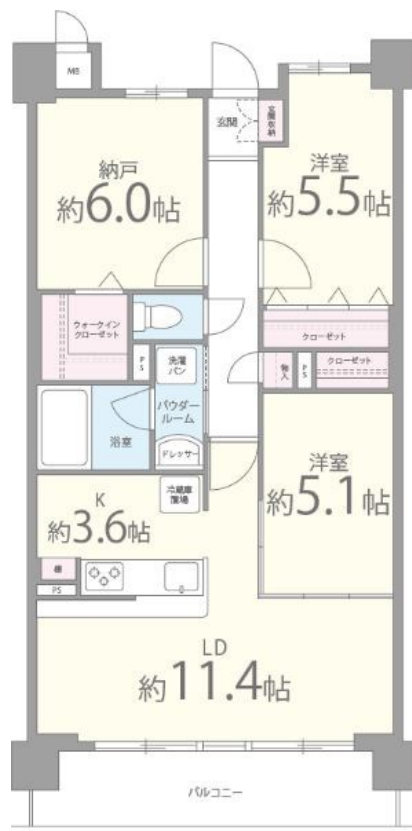 MB
玄関
玄関
収納
納戸
約6.0帖
洋室
約5.5帖
ウォークイン
クローゼット
PS
洗濯
パン
クローゼット
物入
PS
クローゼット
パウダー
ルーム
浴室
ドレッサー
洋室
約5.1帖
K
約3.6帖
冷蔵庫
置場
棚
PS
LD
約11.4帖
バルコニー